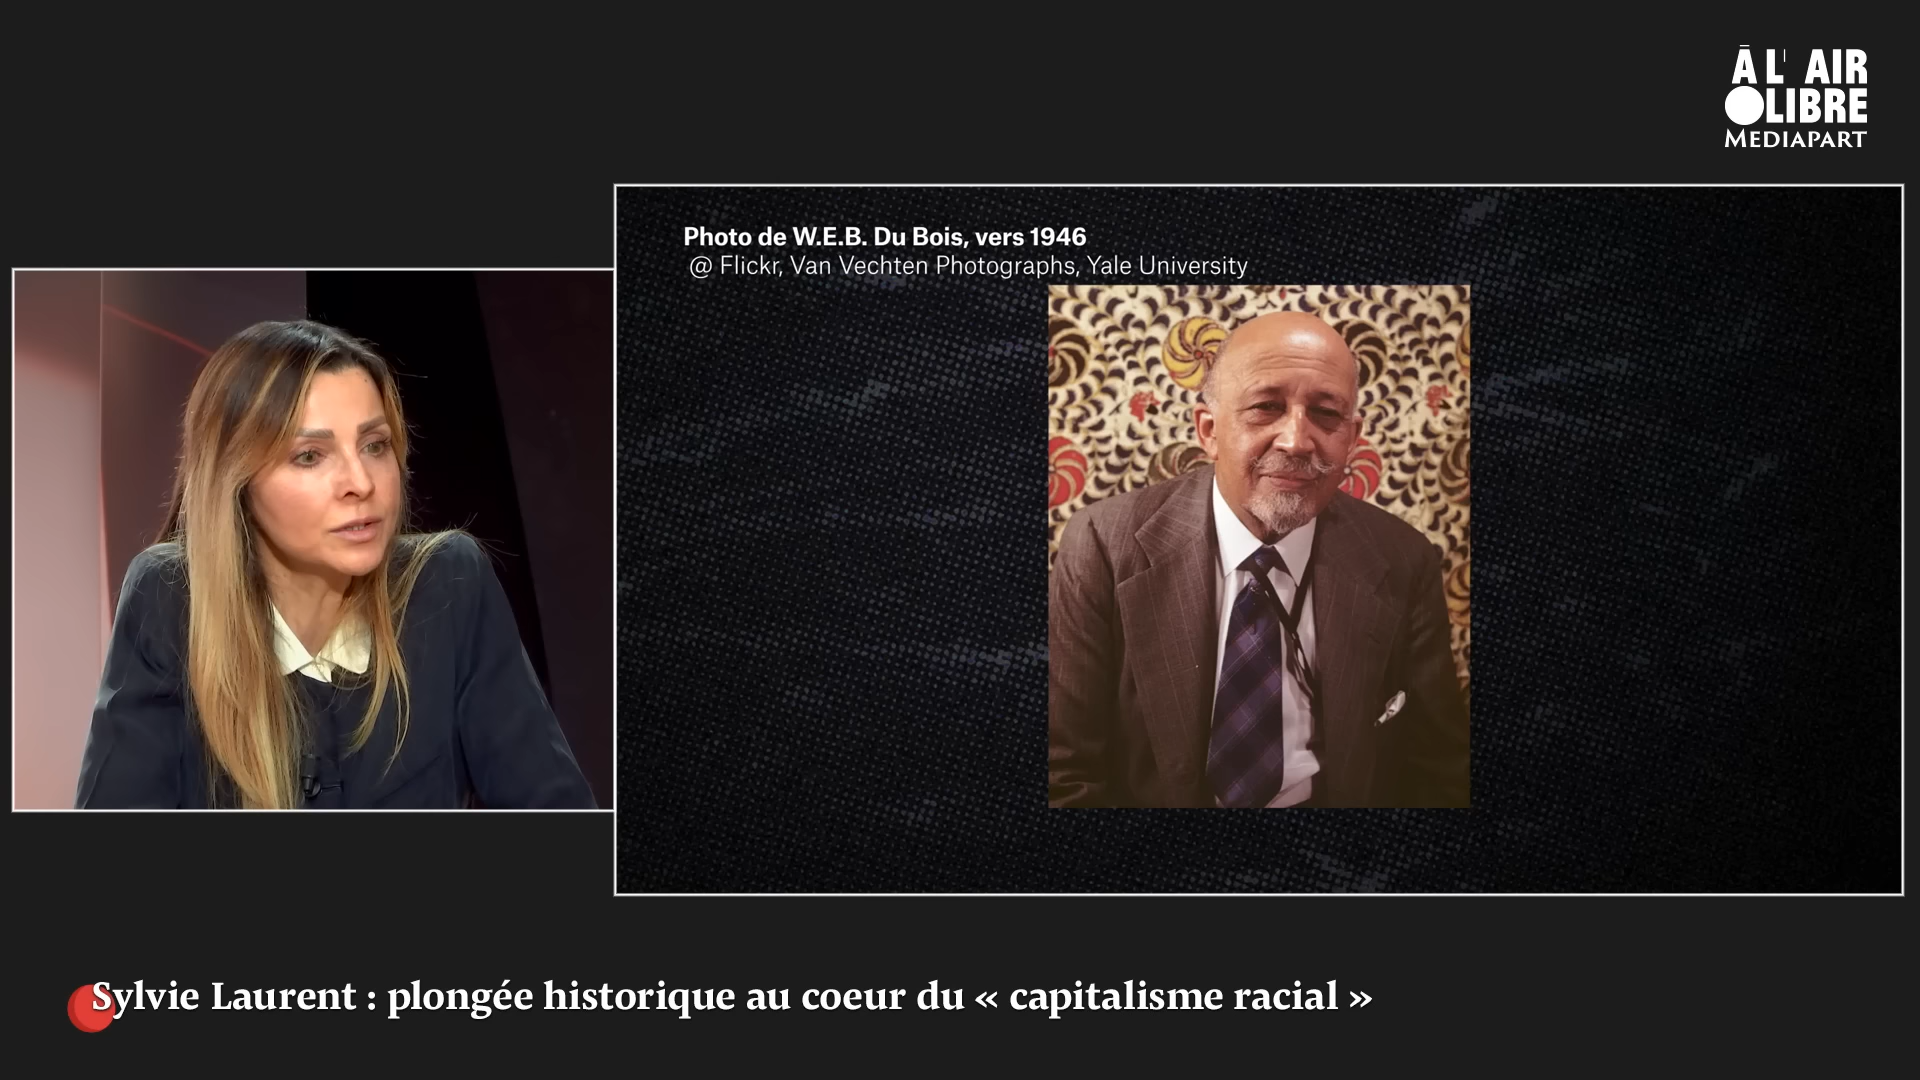 À L' AIR
LIBRE
MEDIAPART
Photo de W.E.B. Du Bois, vers 1946
@ Flickr, Van Vechten Photographs, Yale University
Sylvie Laurent : plongée historique au coeur du « capitalisme racial »